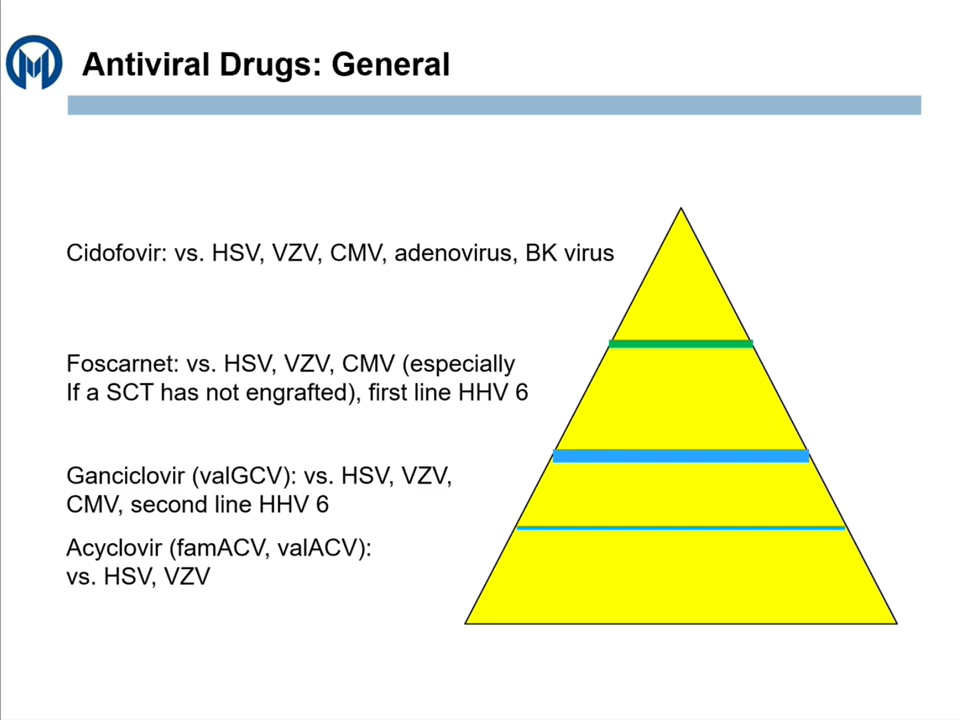 Antiviral Drugs: General
Cidofovir: vs. HSV, VZV, CMV, adenovirus, BK virus
Foscarnet: vs. HSV, VZV, CMV (especially
If a SCT has not engrafted), first line HHV 6
Ganciclovir (valGCV): vs. HSV, VZV,
CMV, second line HHV 6
Acyclovir (famACV, valACV):
vs. HSV, VZV